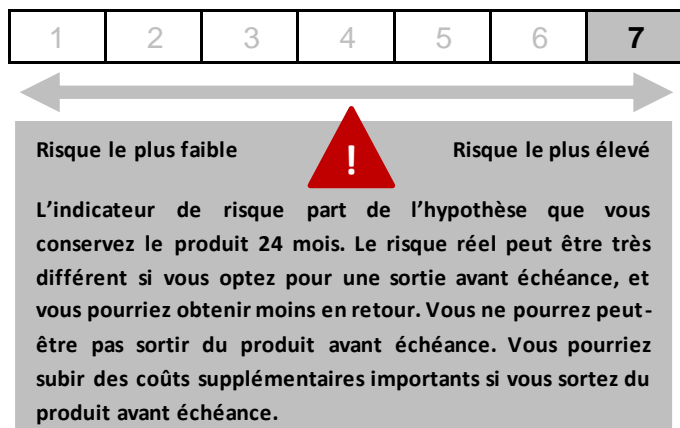 1 2 3 4 5 6 7
!
Risque le plus faible Risque le plus élevé
L’indicateur de risque part de l’hypothèse que vous
conservez le produit 24 mois. Le risque réel peut être très
différent si vous optez pour une sortie avant échéance, et
vous pourriez obtenir moins en retour. Vous ne pourrez peut-
être pas sortir du produit avant échéance. Vous pourriez
subir des coûts supplémentaires importants si vous sortez du
produit avant échéance.